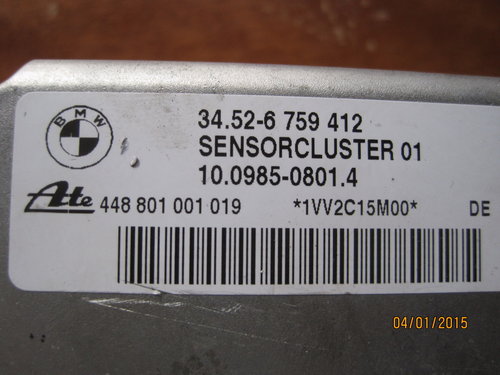 BMW
34.52-6 759 412
SENSORCLUSTER 01
10.0985-0801.4
Ate 448 801 001 019 *1VV2C15M00* DE
04/01/2015